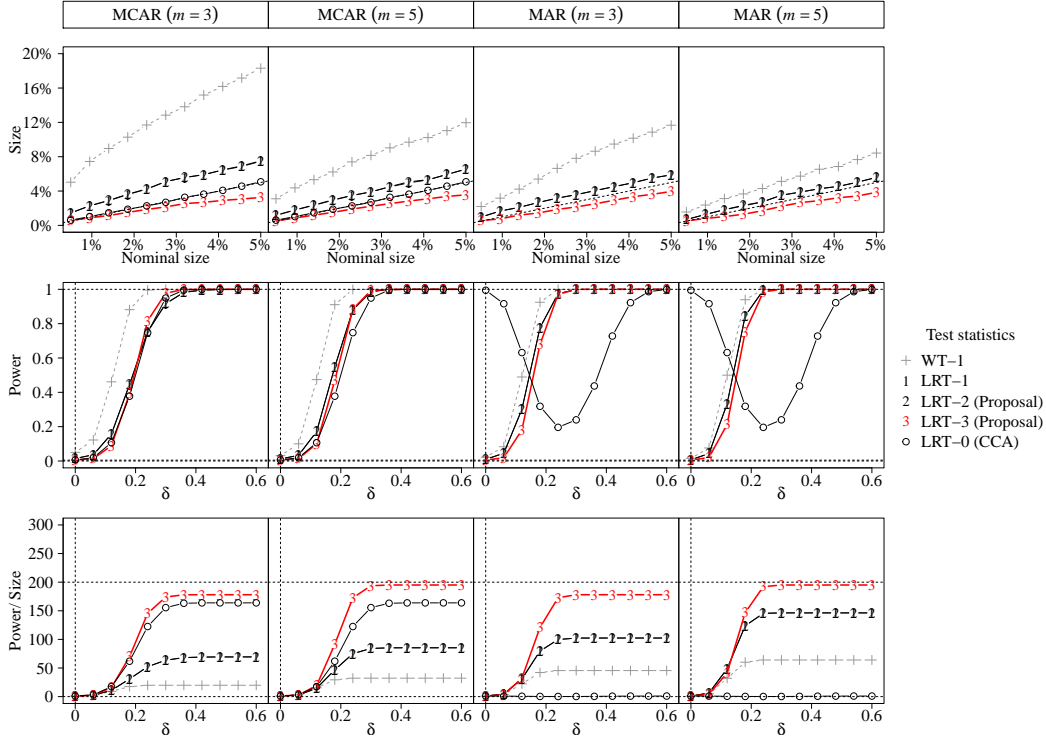 MCAR (m = 3) MCAR (m = 5) MAR (m = 3) MAR (m = 5)
Size
20%
16%
12%
8%
4%
0%
1% 2% 3% 4% 5% 1% 2% 3% 4% 5% 1% 2% 3% 4% 5% 1% 2% 3% 4% 5%
Nominal size Nominal size Nominal size Nominal size
Power
1
0.8
0.6
0.4
0.2
0
0 0.2 0.4 0.6 0 0.2 0.4 0.6 0 0.2 0.4 0.6 0 0.2 0.4 0.6
δ δ δ δ
Test statistics
WT−1
1 LRT−1
2 LRT−2 (Proposal)
3 LRT−3 (Proposal)
LRT−0 (CCA)
Power/ Size
300
250
200
150
100
50
0
0 0.2 0.4 0.6 0 0.2 0.4 0.6 0 0.2 0.4 0.6 0 0.2 0.4 0.6
δ δ δ δ